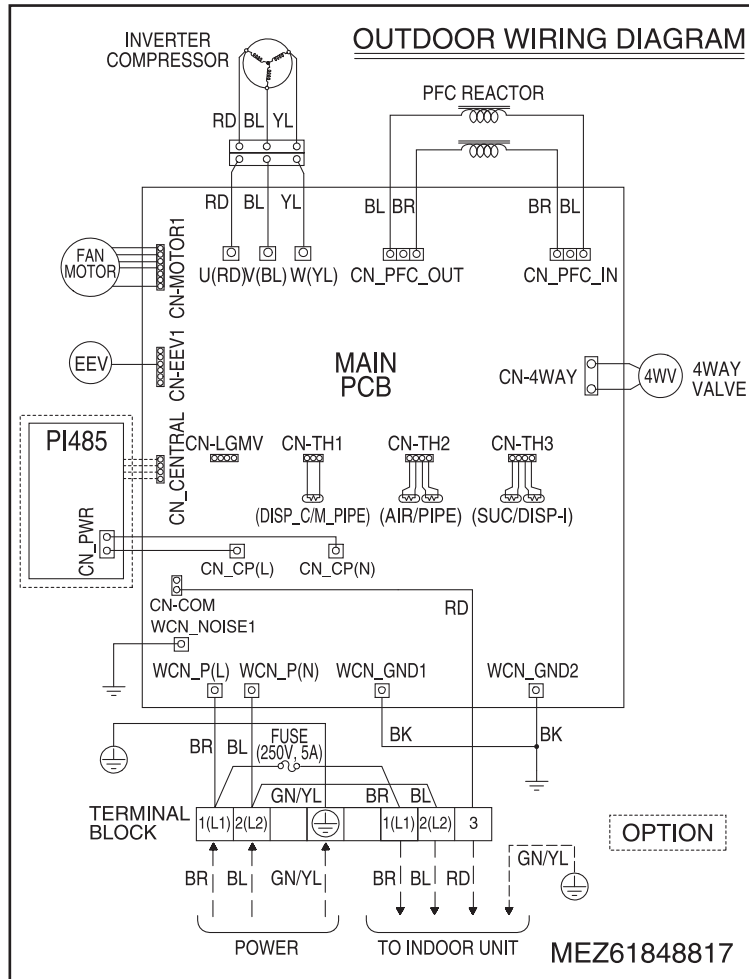 OUTDOOR WIRING DIAGRAM
INVERTER
COMPRESSOR
PFC REACTOR
RD BL YL
RD BL YL
BL BR
BR BL
FAN
MOTOR
CN-MOTOR1
U(RD) V(BL) W(YL)
CN_PFC_OUT
CN_PFC_IN
EEV
CN-EEV1
MAIN
PCB
CN-4WAY
4WV
4WAY
VALVE
PI485
CN_CENTRAL
CN-LGMV
CN-TH1
CN-TH2
CN-TH3
(DISP_C/M_PIPE)
(AIR/PIPE)
(SUC/DISP-I)
CN_PWR
CN_CP(L)
CN_CP(N)
CN-COM
RD
WCN_NOISE1
WCN_P(L)
WCN_P(N)
WCN_GND1
WCN_GND2
BR BL
FUSE
(250V, 5A)
BK
BK
GN/YL
BR BL
TERMINAL
BLOCK
1(L1) 2(L2) 1(L1) 2(L2) 3
OPTION
BR BL GN/YL
BR BL RD
GN/YL
POWER
TO INDOOR UNIT
MEZ61848817